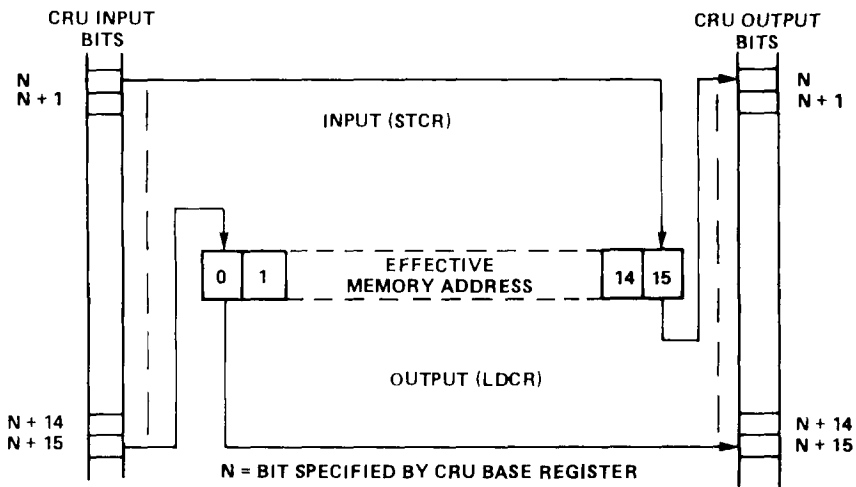 CRU INPUT
BITS
CRU OUTPUT
BITS
N
N + 1
N
N + 1
INPUT (STCR)
0 1
EFFECTIVE
MEMORY ADDRESS
14 15
OUTPUT (LDCR)
N + 14
N + 15
N + 14
N + 15
N = BIT SPECIFIED BY CRU BASE REGISTER